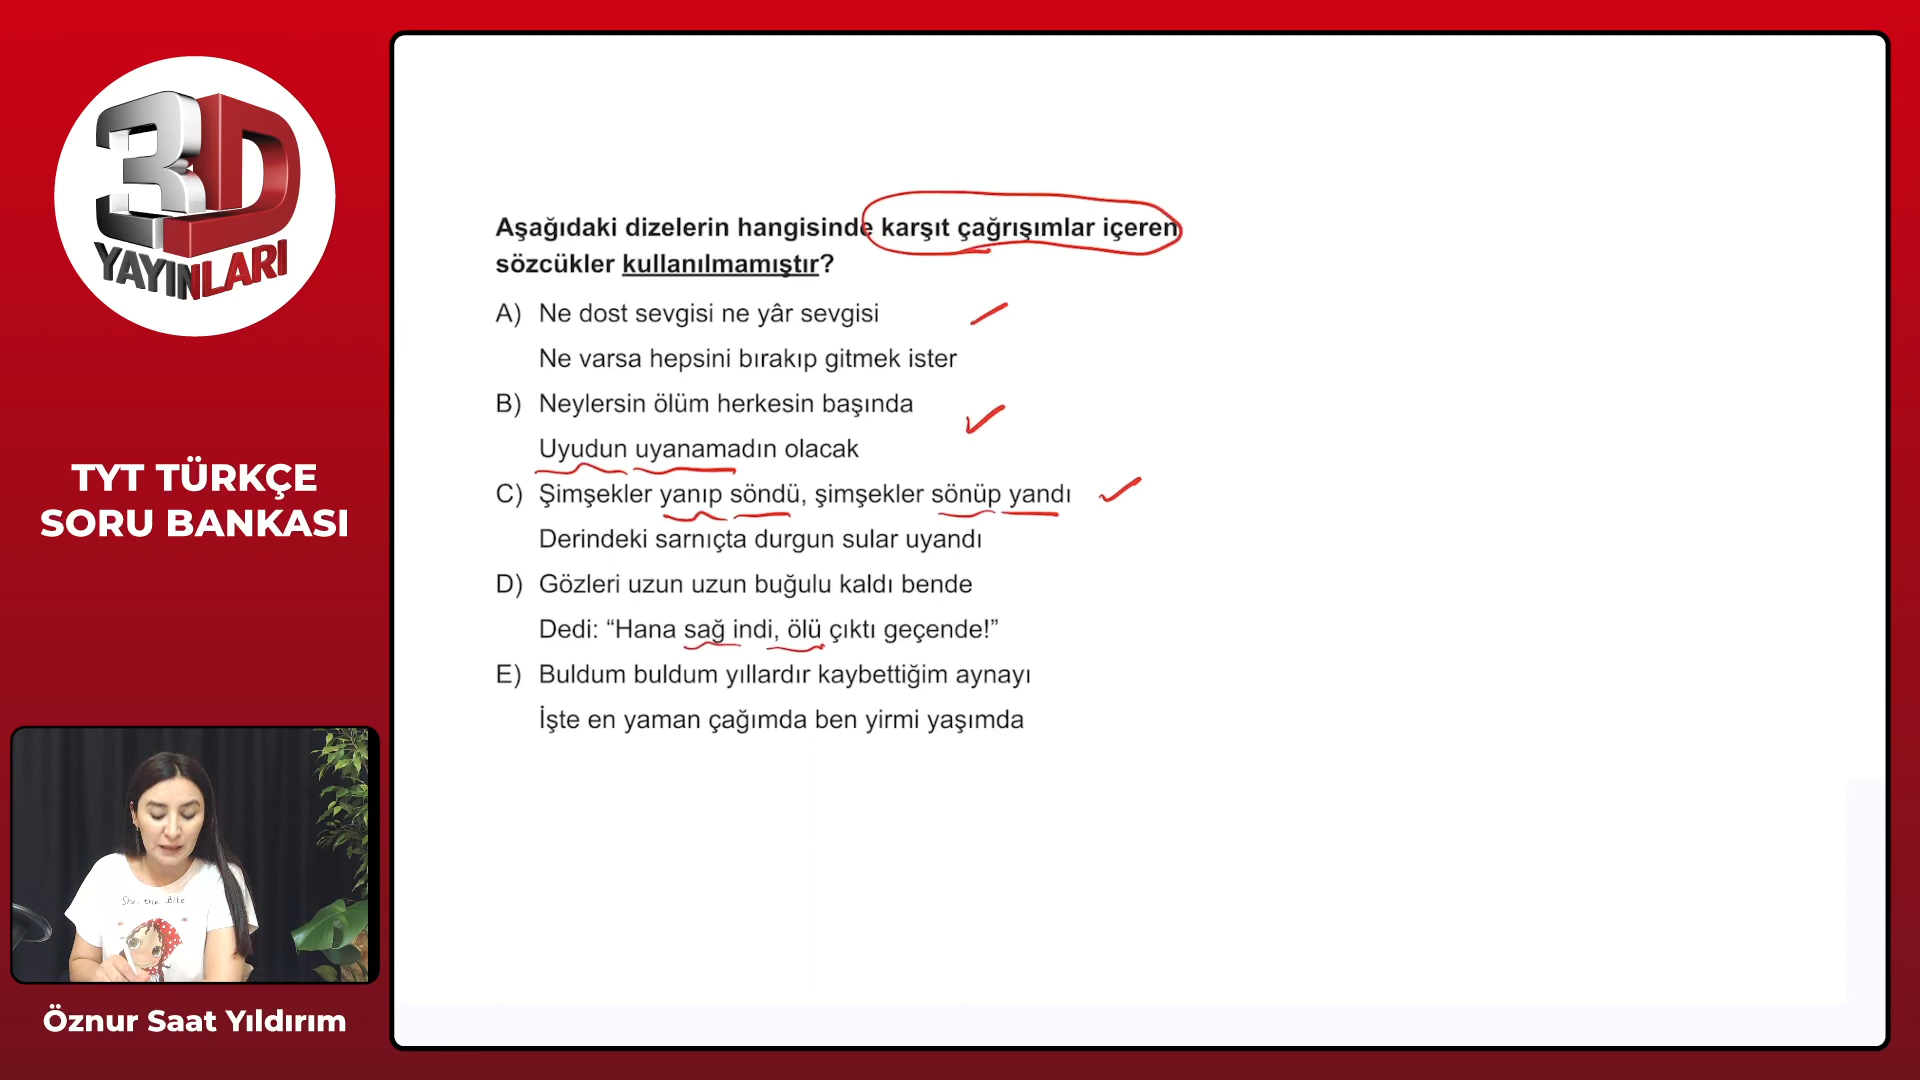 3D
YAYINLARI
TYT TÜRKÇE
SORU BANKASI
Öznur Saat Yıldırım
Aşağıdaki dizelerin hangisinde karşıt çağrışımlar içeren
sözcükler kullanılmamıştır?
A) Ne dost sevgisi ne yâr sevgisi
Ne varsa hepsini bırakıp gitmek ister
B) Neylersin ölüm herkesin başında
Uyudun uyanamadın olacak
C) Şimşekler yanıp söndü, şimşekler sönüp yandı
Derindeki sarnıçta durgun sular uyandı
D) Gözleri uzun uzun buğulu kaldı bende
Dedi: “Hana sağ indi, ölü çıktı geçende!”
E) Buldum buldum yıllardır kaybettiğim aynayı
İşte en yaman çağımda ben yirmi yaşımda